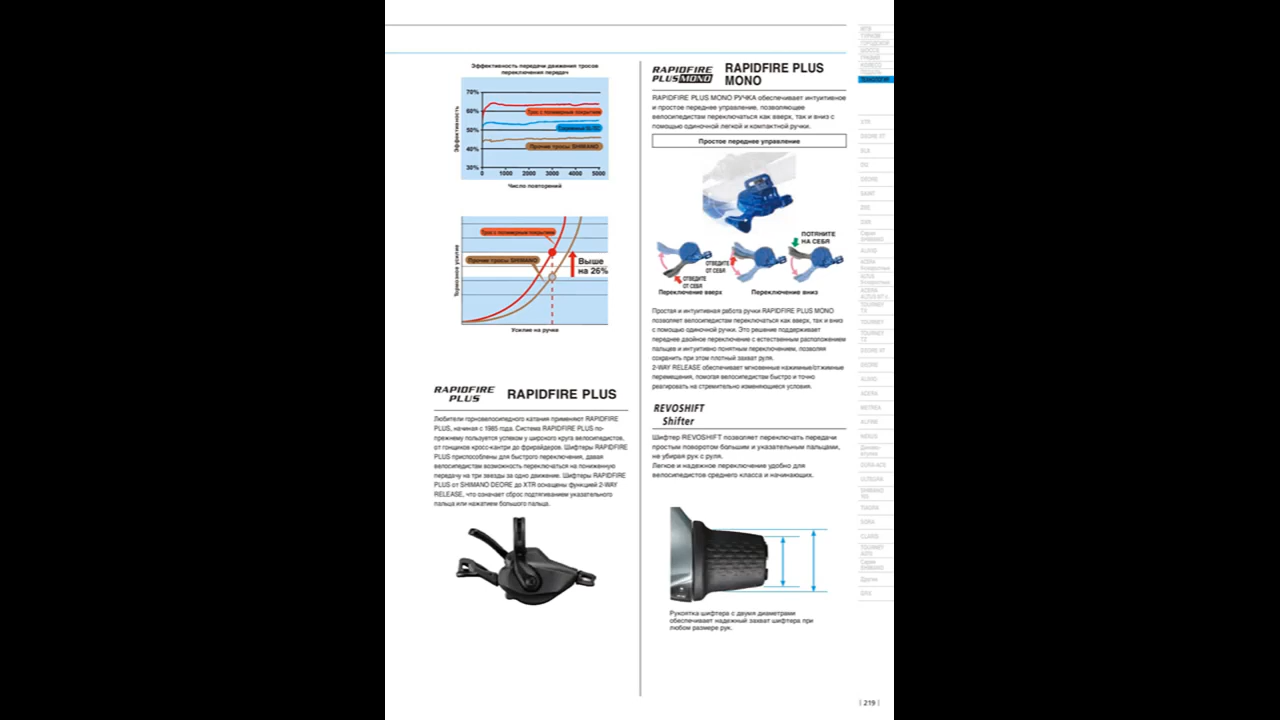 Эффективность передачи движения тросов
переключения передач
Эффективность
70%
60%
50%
40%
30%
Трос с полимерным покрытием
Прочие тросы SHIMANO
0 1000 2000 3000 4000 5000
Число повторений
Тормозное усилие
Трос с полимерным покрытием
Прочие тросы SHIMANO
Выше
на 26%
Усилие на ручке
RAPIDFIRE
PLUS
RAPIDFIRE PLUS
Любители горновелосипедного катания применяют RAPIDFIRE
PLUS, начиная с 1985 года. Система RAPIDFIRE PLUS по-
прежнему пользуется успехом у широкого круга велосипедистов,
от гонщиков кросс-кантри до фрирайдеров. Шифтеры RAPIDFIRE
PLUS приспособлены для быстрого переключения, давая
велосипедистам возможность переключаться на пониженную
передачу на три звезды за одно движение. Шифтеры RAPIDFIRE
PLUS от SHIMANO DEORE до XTR оснащены функцией 2-WAY
RELEASE, что означает сброс подтягиванием указательного
пальца или нажатием большого пальца.
RAPIDFIRE
PLUS MONO
RAPIDFIRE PLUS
MONO
RAPIDFIRE PLUS MONO РУЧКА обеспечивает интуитивное
и простое переднее управление, позволяющее
велосипедистам переключаться как вверх, так и вниз с
помощью одиночной легкой и компактной ручки.
Простое переднее управление
ПОТЯНИТЕ
НА СЕБЯ
ОТВЕДИТЕ
ОТ СЕБЯ
ОТВЕДИТЕ
ОТ СЕБЯ
Переключение вверх
Переключение вниз
Простая и интуитивная работа ручки RAPIDFIRE PLUS MONO
позволяет велосипедистам переключаться как вверх, так и вниз
с помощью одиночной ручки. Это решение поддерживает
переднее двойное переключение с естественным расположением
пальцев и интуитивно понятным переключением, позволяя
сохранить при этом плотный захват руля.
2-WAY RELEASE обеспечивает мгновенные нажимные/отжимные
перемещения, помогая велосипедистам быстро и точно
реагировать на стремительно изменяющиеся условия.
REVOSHIFT
Shifter
Шифтер REVOSHIFT позволяет переключать передачи
простым поворотом большим и указательным пальцами,
не убирая рук с руля.
Легкое и надежное переключение удобно для
велосипедистов среднего класса и начинающих.
Рукоятка шифтера с двумя диаметрами
обеспечивает надежный захват шифтера при
любом размере рук.
XTR
DEORE XT
SLX
DEORE
SAINT
ZEE
ALIVIO
TOURNEY
DEORE XT
DEORE
ALIVIO
ACERA
METREA
ALFINE
NEXUS
DURA-ACE
ULTEGRA
SHIMANO
105
TIAGRA
SORA
CLARIS
Другие
| 219 |